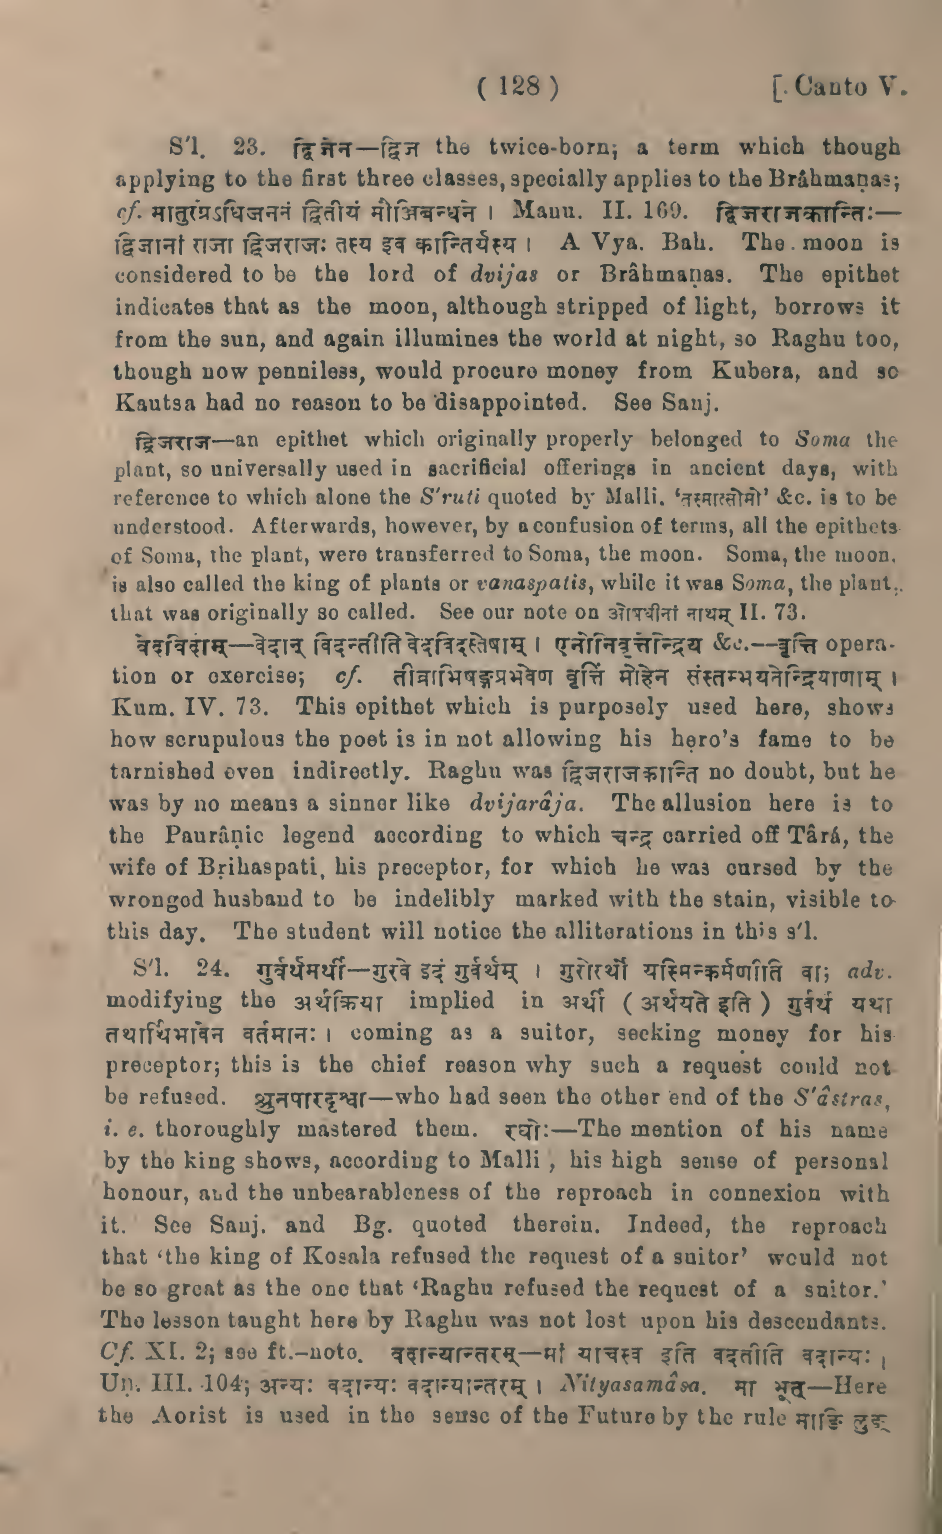 ( 128 ) [. Canto V.
S'l. 23. द्विजेन—द्विज the twice-born; a term which though
applying to the first three classes, specially applies to the Brâhmaṇas;
cf. मातुरग्रेऽधिजननं द्वितीयं मौञ्जिबन्धने । Manu. II. 169. द्विजराजकान्तिः—
द्विजानां राजा द्विजराजः तस्य इव कान्तिर्यस्य । A Vya. Bah. The moon is
considered to be the lord of dvijas or Brâhmaṇas. The epithet
indicates that as the moon, although stripped of light, borrows it
from the sun, and again illumines the world at night, so Raghu too,
though now penniless, would procure money from Kubera, and so
Kautsa had no reason to be disappointed. See Sanj.
द्विजराज—an epithet which originally properly belonged to Soma the
plant, so universally used in sacrificial offerings in ancient days, with
reference to which alone the S'ruti quoted by Malli. 'तस्मात्सोमो' &c. is to be
understood. Afterwards, however, by a confusion of terms, all the epithets
of Soma, the plant, were transferred to Soma, the moon. Soma, the moon,
is also called the king of plants or vanaspatis, while it was Soma, the plant,
that was originally so called. See our note on ओषधीनां नाथम् II. 73.
वेदविदाम्—वेदान् विदन्तीति वेदविदस्तेषाम् । एनोनिवृत्तेन्द्रिय &c.—वृत्ति opera-
tion or exercise; cf. तीव्राभिषङ्गप्रभवेण वृत्तिं मोहेन संस्तम्भयतेन्द्रियाणाम् ।
Kum. IV. 73. This epithet which is purposely used here, shows
how scrupulous the poet is in not allowing his hero's fame to be
tarnished even indirectly. Raghu was द्विजराजकान्ति no doubt, but he
was by no means a sinner like dvijarâja. The allusion here is to
the Paurâṇic legend according to which चन्द्र carried off Târâ, the
wife of Bṛihaspati, his preceptor, for which he was cursed by the
wronged husband to be indelibly marked with the stain, visible to
this day. The student will notice the alliterations in this s'l.
S'l. 24. गुर्वर्थमर्थी—गुरवे इदं गुर्वर्थम् । गुरोरर्थो यस्मिन्कर्मणीति वा; adv.
modifying the अर्थक्रिया implied in अर्थी ( अर्थयते इति ) गुर्वर्थं यथा
तथार्थिभावेन वर्तमानः । coming as a suitor, seeking money for his
preceptor; this is the chief reason why such a request could not
be refused. श्रुतपारदृश्वा—who had seen the other end of the S'âstras,
i. e. thoroughly mastered them. रघोः—The mention of his name
by the king shows, according to Malli , his high sense of personal
honour, and the unbearableness of the reproach in connexion with
it. See Sanj. and Bg. quoted therein. Indeed, the reproach
that 'the king of Kosala refused the request of a suitor' would not
be so great as the one that 'Raghu refused the request of a suitor.'
The lesson taught here by Raghu was not lost upon his descendants.
Cf. XI. 2; see ft.-note. वदान्यान्तरम्—मां याचस्व इति वदतीति वदान्यः ।
Uṇ. III. 104; अन्यः वदान्यः वदान्यान्तरम् । Nityasamâsa. मा भूत्—Here
the Aorist is used in the sense of the Future by the rule माङि लुङ्